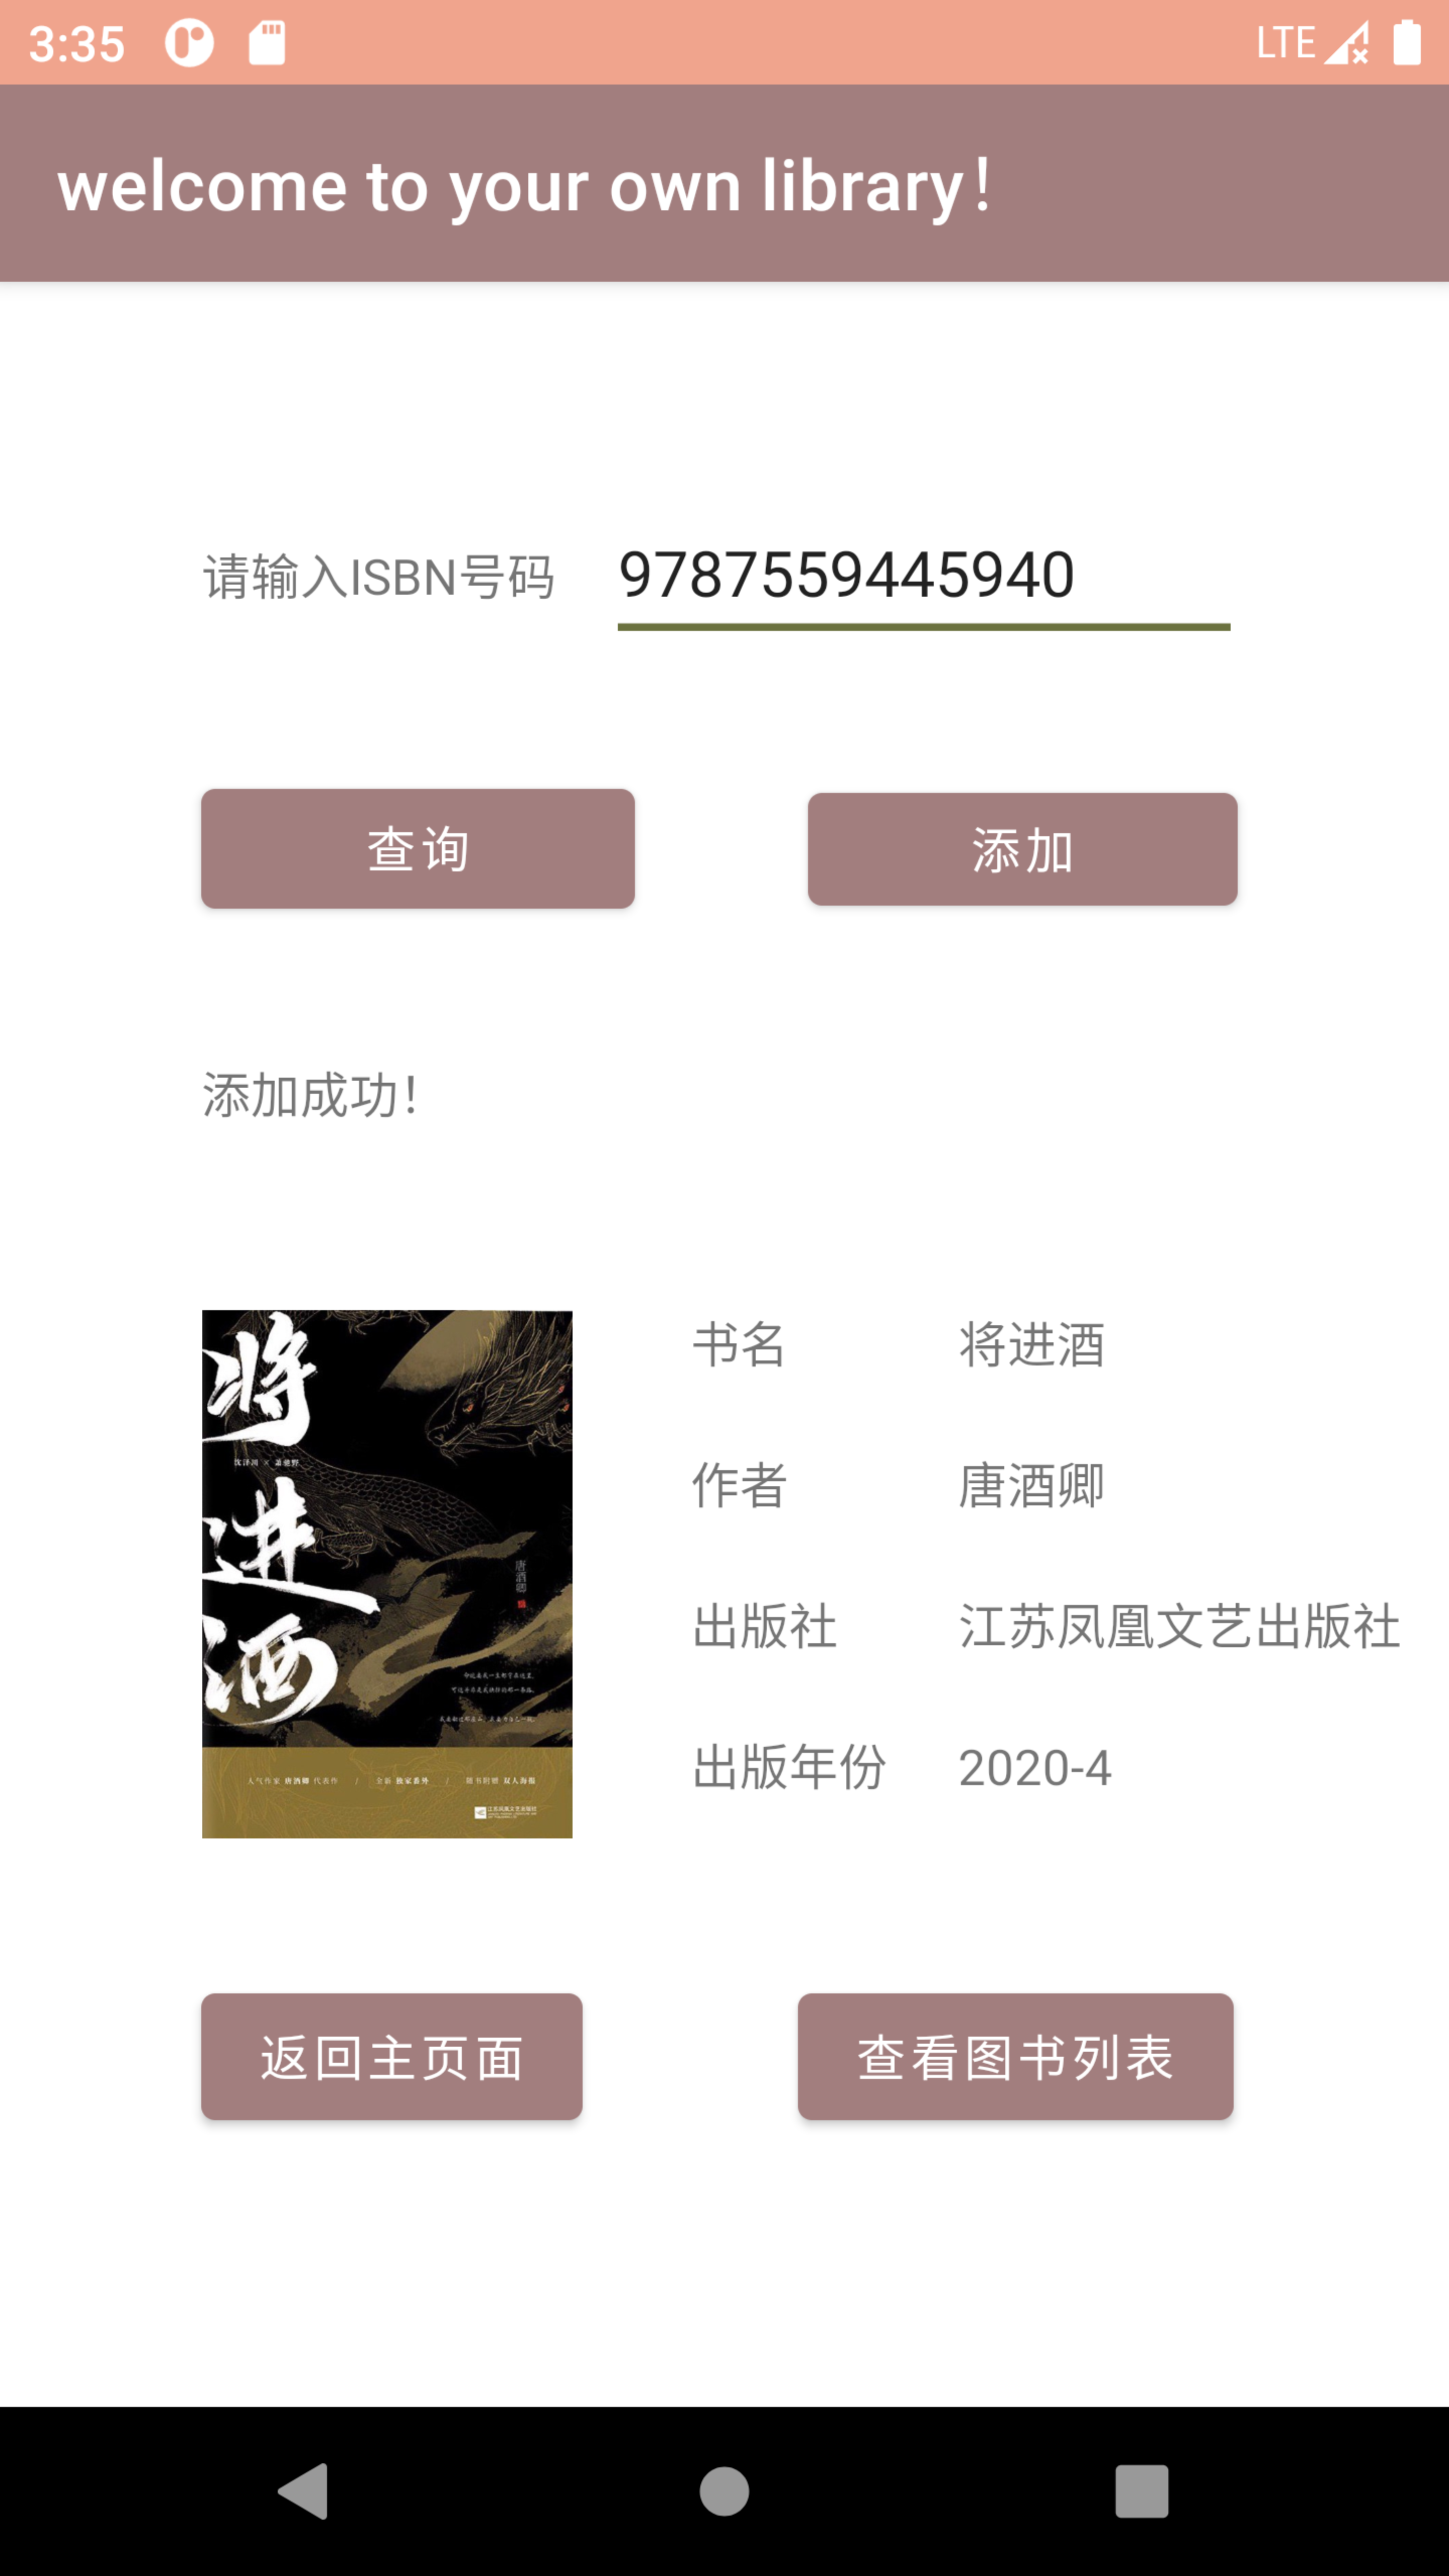 3:35
LTE
welcome to your own library!
请输入ISBN号码 9787559445940
查询 添加
添加成功！
将进酒
沈泽川 × 萧驰野
唐酒卿
人气作家 唐酒卿 代表作 / 全新 独家番外 / 随书附赠 双人海报
江苏凤凰文艺出版社
书名 将进酒
作者 唐酒卿
出版社 江苏凤凰文艺出版社
出版年份 2020-4
返回主页面 查看图书列表